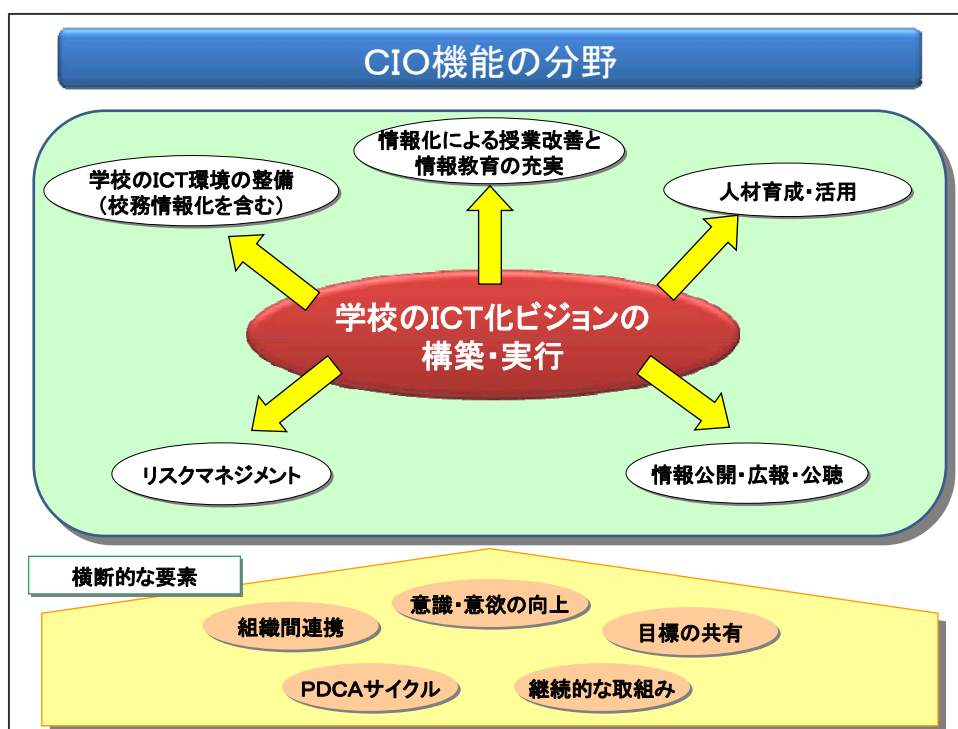 CIO機能の分野
情報化による授業改善と
情報教育の充実
学校のICT環境の整備
（校務情報化を含む）
人材育成・活用
学校のICT化ビジョンの
構築・実行
リスクマネジメント
情報公開・広報・公聴
横断的な要素
意識・意欲の向上
組織間連携
目標の共有
PDCAサイクル
継続的な取組み